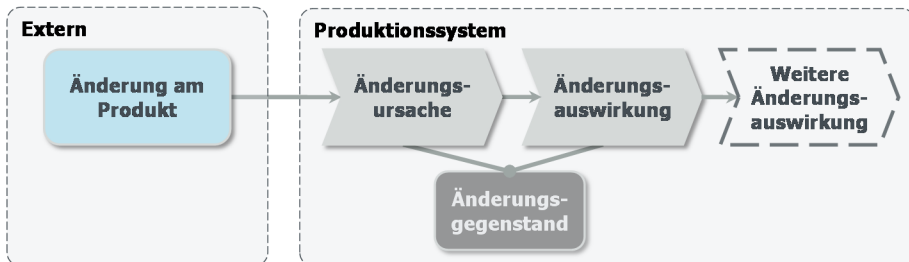 Extern
Änderung am
Produkt
Produktionssystem
Änderungs-
ursache
Änderungs-
auswirkung
Weitere
Änderungs-
auswirkung
Änderungs-
gegenstand